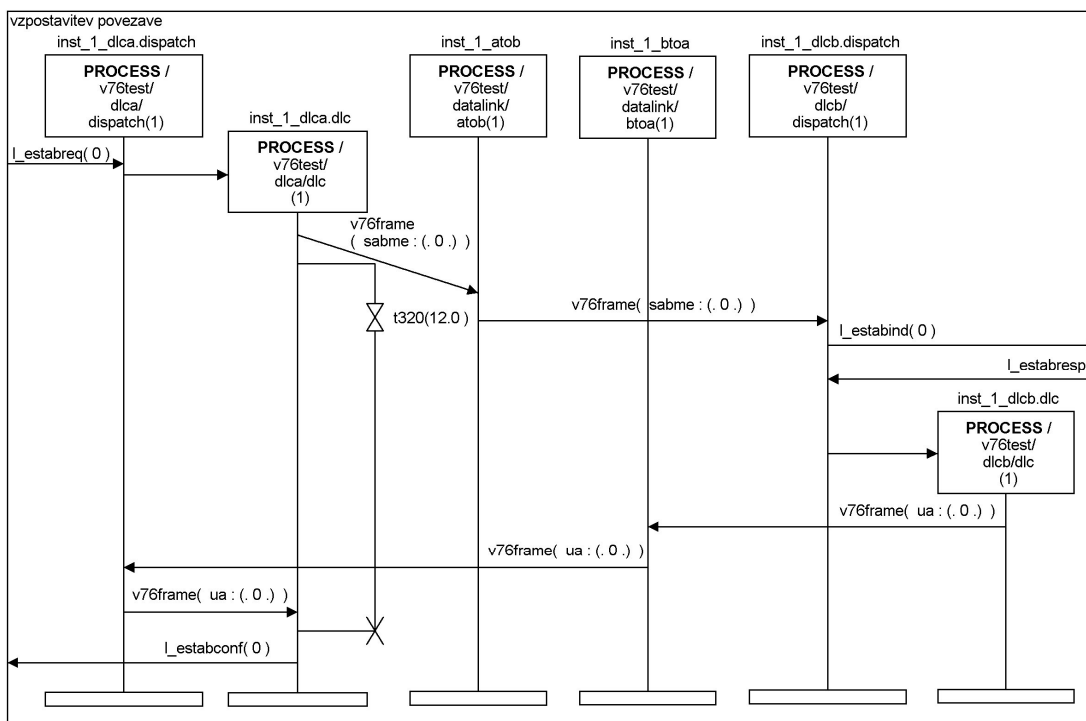 vzpostavitev povezave
inst_1_dlca.dispatch
PROCESS /
v76test/
dlca/
dispatch(1)
inst_1_dlca.dlc
PROCESS /
v76test/
dlca/dlc
(1)
inst_1_atob
PROCESS /
v76test/
datalink/
atob(1)
inst_1_btoa
PROCESS /
v76test/
datalink/
btoa(1)
inst_1_dlcb.dispatch
PROCESS /
v76test/
dlcb/
dispatch(1)
l_estabreq( 0 )
v76frame
( sabme : (. 0 .) )
t320(12.0 )
v76frame( sabme : (. 0 .) )
l_estabind( 0 )
l_estabresp
inst_1_dlcb.dlc
PROCESS /
v76test/
dlcb/dlc
(1)
v76frame( ua : (. 0 .) )
v76frame( ua : (. 0 .) )
v76frame( ua : (. 0 .) )
l_estabconf( 0 )